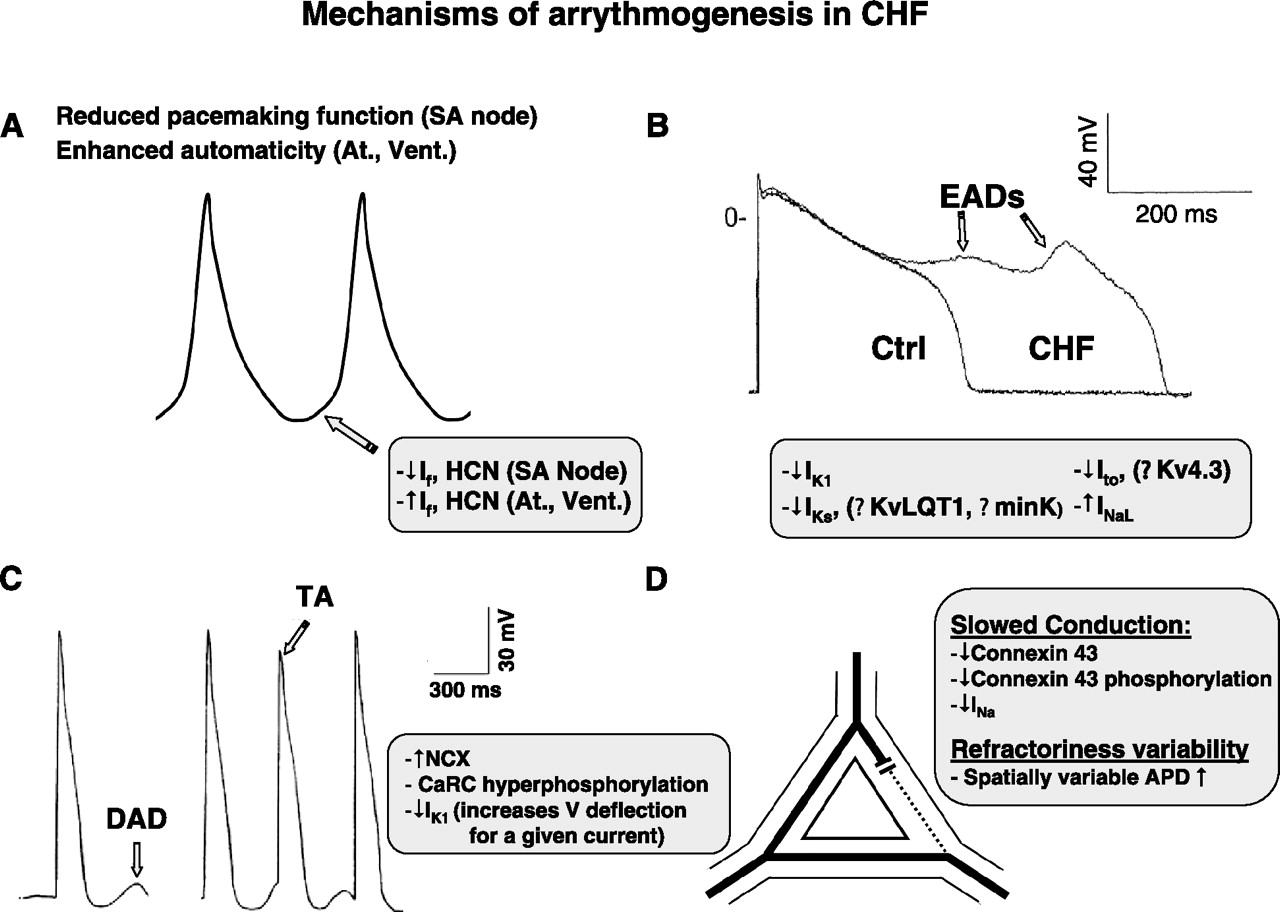 Mechanisms of arrythmogenesis in CHF
A
Reduced pacemaking function (SA node)
Enhanced automaticity (At., Vent.)
-↓If, HCN (SA Node)
-↑If, HCN (At., Vent.)
B
40 mV
200 ms
EADs
0-
Ctrl
CHF
-↓IK1
-↓IKs, (? KvLQT1, ? minK)
-↓Ito, (? Kv4.3)
-↑INaL
C
TA
30 mV
300 ms
DAD
-↑NCX
- CaRC hyperphosphorylation
-↓IK1 (increases V deflection
for a given current)
D
Slowed Conduction:
-↓Connexin 43
-↓Connexin 43 phosphorylation
-↓INa
Refractoriness variability
- Spatially variable APD ↑